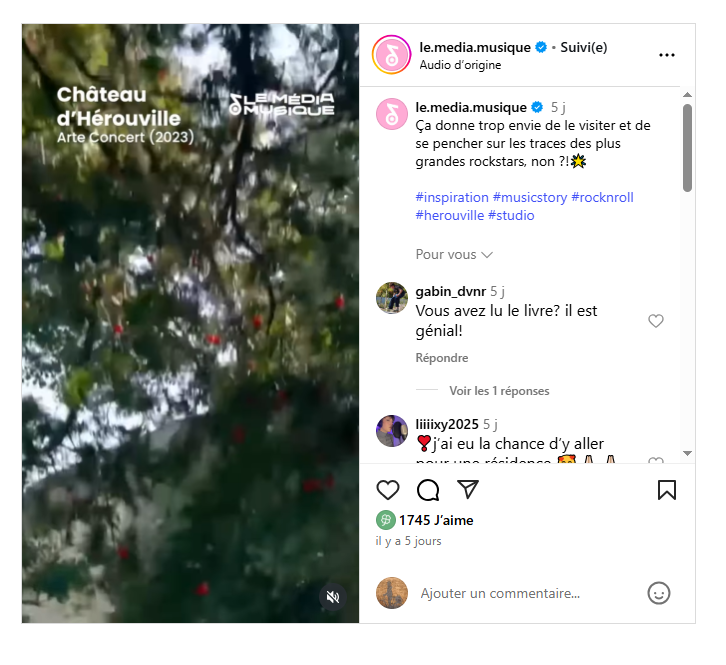 Château
d'Hérouville
Arte Concert (2023)
LE MÉDIA
MUSIQUE
le.media.musique • Suivi(e)
Audio d'origine
le.media.musique 5 j
Ça donne trop envie de le visiter et de
se pencher sur les traces des plus
grandes rockstars, non ?!🌟
#inspiration #musicstory #rocknroll
#herouville #studio
Pour vous
gabin_dvnr 5 j
Vous avez lu le livre? il est
génial!
Répondre
Voir les 1 réponses
liiiixy2025 5 j
❣️j'ai eu la chance d'y aller
pour une résidence 🥰🙏🏼🙏🏼
1745 J'aime
il y a 5 jours
Ajouter un commentaire...